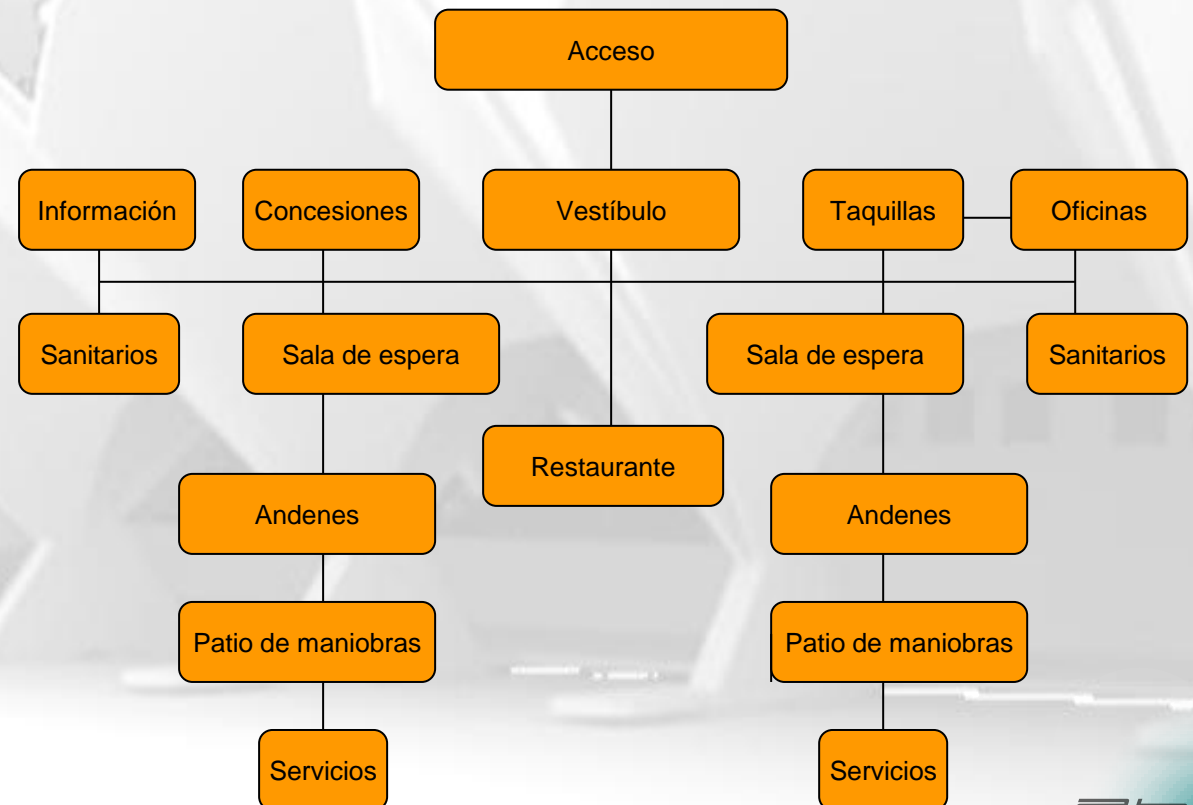 Acceso
Información
Concesiones
Vestíbulo
Taquillas
Oficinas
Sanitarios
Sala de espera
Sala de espera
Sanitarios
Restaurante
Andenes
Andenes
Patio de maniobras
Patio de maniobras
Servicios
Servicios